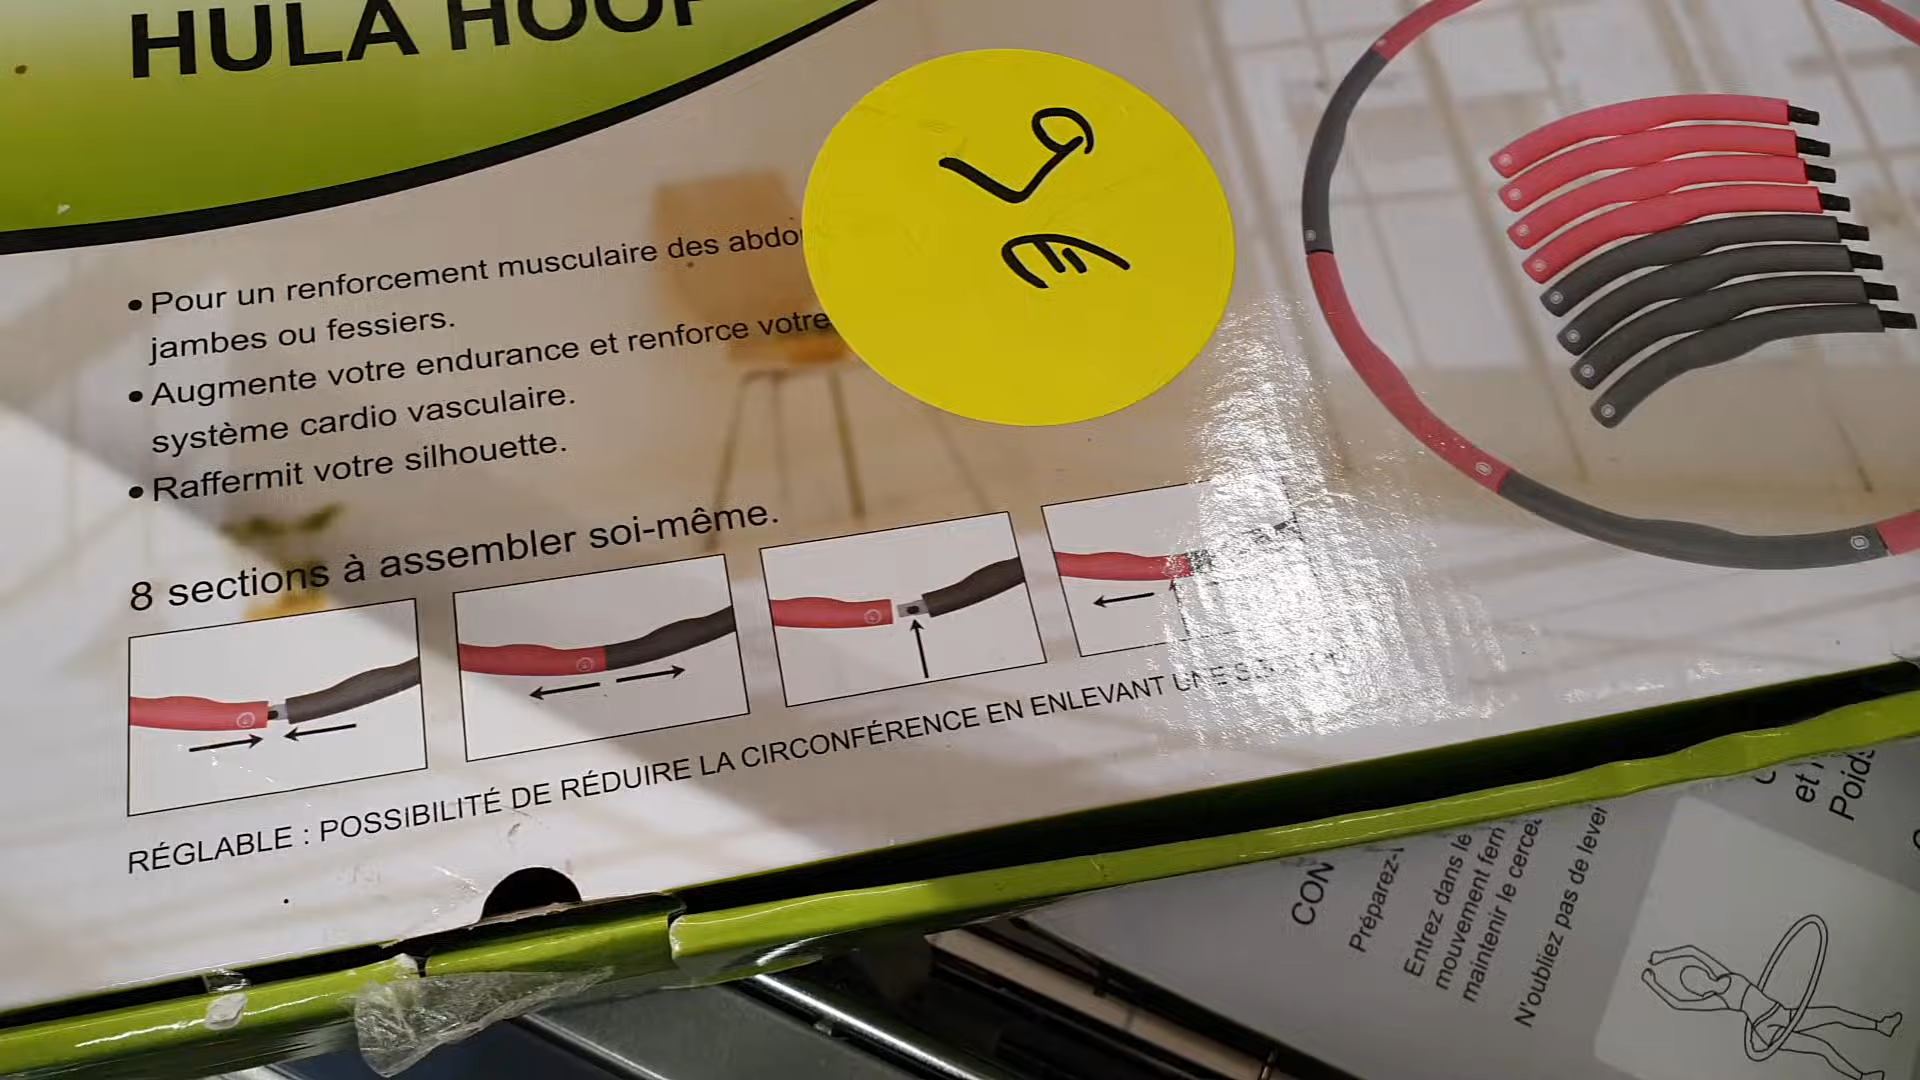 HULA HOOP
• Pour un renforcement musculaire des abdo
jambes ou fessiers.
• Augmente votre endurance et renforce votre
système cardio vasculaire.
• Raffermit votre silhouette.
8 sections à assembler soi-même.
RÉGLABLE : POSSIBILITÉ DE RÉDUIRE LA CIRCONFÉRENCE EN ENLEVANT UNE
CON
Préparez-
Entrez dans le
mouvement ferm
maintenir le cerce
N'oubliez pas de lever
et
Poids